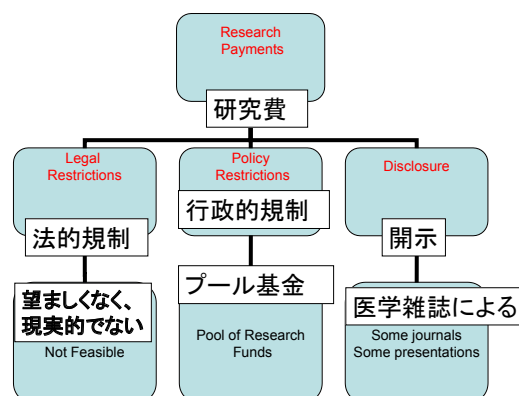 Research
Payments
研究費
Legal
Restrictions
法的規制
Policy
Restrictions
行政的規制
Disclosure
開示
望ましくなく、
現実的でない
Not Feasible
プール基金
Pool of Research
Funds
医学雑誌による
Some journals
Some presentations